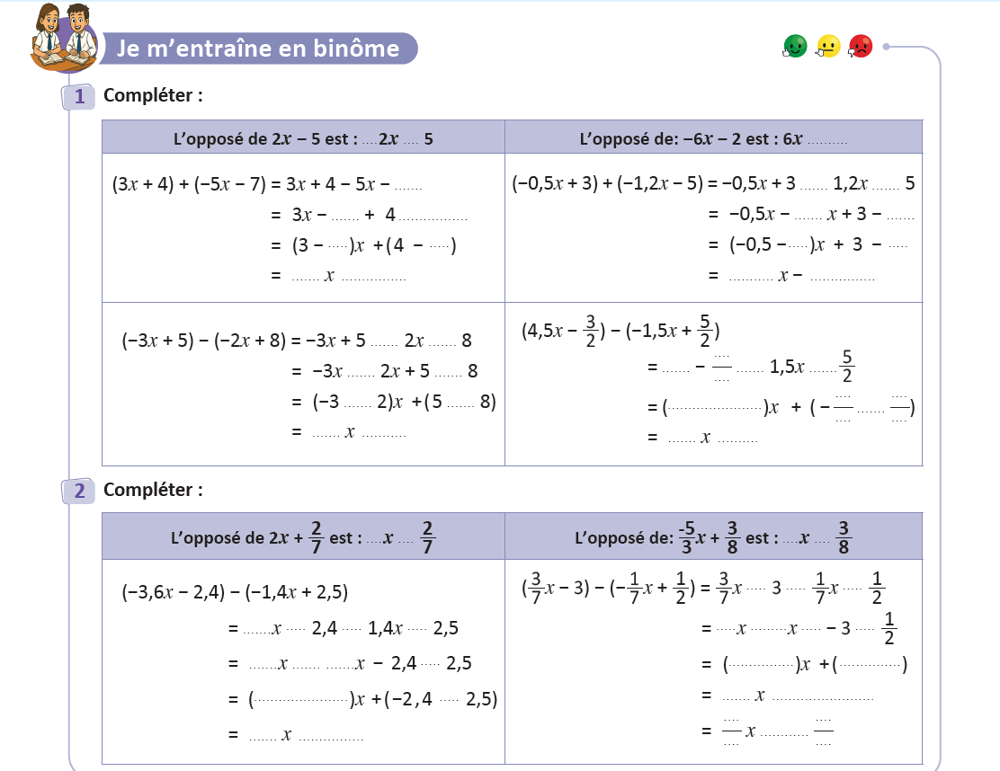 Je m’entraîne en binôme
1 Compléter :
L’opposé de 2x – 5 est : .... 2x .... 5
L’opposé de: –6x – 2 est : 6x ..........
(3x + 4) + (–5x – 7) = 3x + 4 – 5x – .......
= 3x – ....... + 4 .................
= (3 – .....)x + (4 – .....)
= ....... x ................
(–0,5x + 3) + (–1,2x – 5) = –0,5x + 3 ....... 1,2x ....... 5
= –0,5x – ....... x + 3 – .......
= (–0,5 – .....)x + 3 – .....
= ........... x – ................
(–3x + 5) – (–2x + 8) = –3x + 5 ....... 2x ....... 8
= –3x ....... 2x + 5 ....... 8
= (–3 ....... 2)x + (5 ....... 8)
= ....... x ...........
(4,5x – 3/2) – (–1,5x + 5/2)
= ....... – ..../.... ....... 1,5x ....... 5/2
= (.......................)x + ( – ..../.... ....... ..../....)
= ....... x ..........
2 Compléter :
L’opposé de 2x + 2/7 est : ....x .... 2/7
L’opposé de: -5/3 x + 3/8 est : ....x .... 3/8
(–3,6x – 2,4) – (–1,4x + 2,5)
= .......x ..... 2,4 ..... 1,4x ..... 2,5
= .......x ....... .......x – 2,4 ..... 2,5
= (.......................)x + (–2,4 ..... 2,5)
= ....... x ................
(3/7 x – 3) – (–1/7 x + 1/2) = 3/7 x ..... 3 ..... 1/7 x ..... 1/2
= .....x .........x ..... – 3 ..... 1/2
= (................)x + (...............)
= ....... x .........................
= ..../.... x ............ ..../....